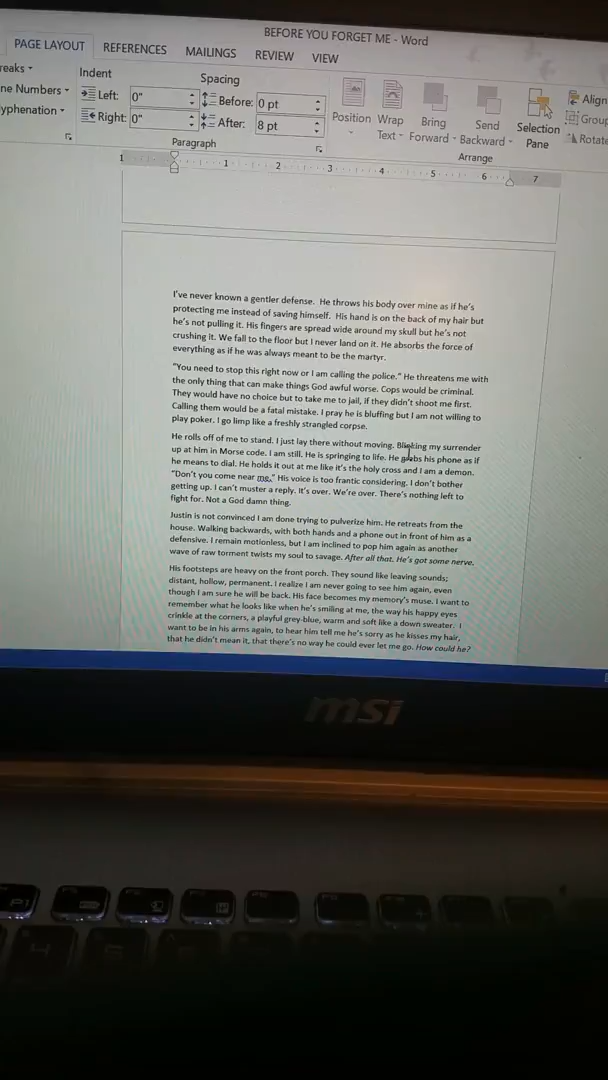 BEFORE YOU FORGET ME - Word
PAGE LAYOUT REFERENCES MAILINGS REVIEW VIEW
reaks Indent Spacing
ne Numbers Left: 0" Before: 0 pt Position Wrap Bring Send Selection Align
yphenation Right: 0" After: 8 pt Text Forward Backward Pane Group
Rotate
Paragraph Arrange
1 1 2 3 4 5 6 7
I've never known a gentler defense. He throws his body over mine as if he's
protecting me instead of saving himself. His hand is on the back of my hair but
he's not pulling it. His fingers are spread wide around my skull but he's not
crushing it. We fall to the floor but I never land on it. He absorbs the force of
everything as if he was always meant to be the martyr.
"You need to stop this right now or I am calling the police." He threatens me with
the only thing that can make things God awful worse. Cops would be criminal.
They would have no choice but to take me to jail, if they didn't shoot me first.
Calling them would be a fatal mistake. I pray he is bluffing but I am not willing to
play poker. I go limp like a freshly strangled corpse.
He rolls off of me to stand. I just lay there without moving. Blinking my surrender
up at him in Morse code. I am still. He is springing to life. He grabs his phone as if
he means to dial. He holds it out at me like it's the holy cross and I am a demon.
"Don't you come near me." His voice is too frantic considering. I don't bother
getting up. I can't muster a reply. It's over. We're over. There's nothing left to
fight for. Not a God damn thing.
Justin is not convinced I am done trying to pulverize him. He retreats from the
house. Walking backwards, with both hands and a phone out in front of him as a
defensive. I remain motionless, but I am inclined to pop him again as another
wave of raw torment twists my soul to savage. After all that. He's got some nerve.
His footsteps are heavy on the front porch. They sound like leaving sounds;
distant, hollow, permanent. I realize I am never going to see him again, even
though I am sure he will be back. His face becomes my memory's muse. I want to
remember what he looks like when he's smiling at me, the way his happy eyes
crinkle at the corners, a playful grey-blue, warm and soft like a down sweater. I
want to be in his arms again, to hear him tell me he's sorry as he kisses my hair,
that he didn't mean it, that there's no way he could ever let me go. How could he?
msi
P1